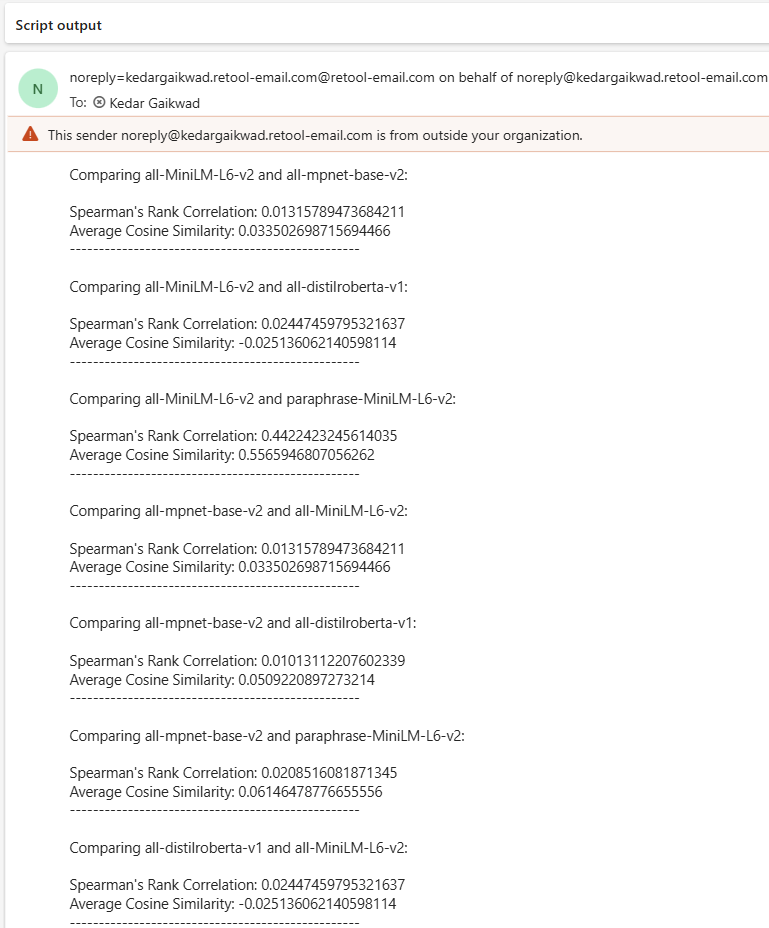 Script output
N
noreply=kedargaikwad.retool-email.com@retool-email.com on behalf of noreply@kedargaikwad.retool-email.com
To: Kedar Gaikwad
This sender noreply@kedargaikwad.retool-email.com is from outside your organization.
Comparing all-MiniLM-L6-v2 and all-mpnet-base-v2:
Spearman's Rank Correlation: 0.01315789473684211
Average Cosine Similarity: 0.033502698715694466
--------------------------------------------------
Comparing all-MiniLM-L6-v2 and all-distilroberta-v1:
Spearman's Rank Correlation: 0.02447459795321637
Average Cosine Similarity: -0.025136062140598114
--------------------------------------------------
Comparing all-MiniLM-L6-v2 and paraphrase-MiniLM-L6-v2:
Spearman's Rank Correlation: 0.4422423245614035
Average Cosine Similarity: 0.5565946807056262
--------------------------------------------------
Comparing all-mpnet-base-v2 and all-MiniLM-L6-v2:
Spearman's Rank Correlation: 0.01315789473684211
Average Cosine Similarity: 0.033502698715694466
--------------------------------------------------
Comparing all-mpnet-base-v2 and all-distilroberta-v1:
Spearman's Rank Correlation: 0.01013112207602339
Average Cosine Similarity: 0.0509220897273214
--------------------------------------------------
Comparing all-mpnet-base-v2 and paraphrase-MiniLM-L6-v2:
Spearman's Rank Correlation: 0.0208516081871345
Average Cosine Similarity: 0.06146478776655556
--------------------------------------------------
Comparing all-distilroberta-v1 and all-MiniLM-L6-v2:
Spearman's Rank Correlation: 0.02447459795321637
Average Cosine Similarity: -0.025136062140598114
--------------------------------------------------